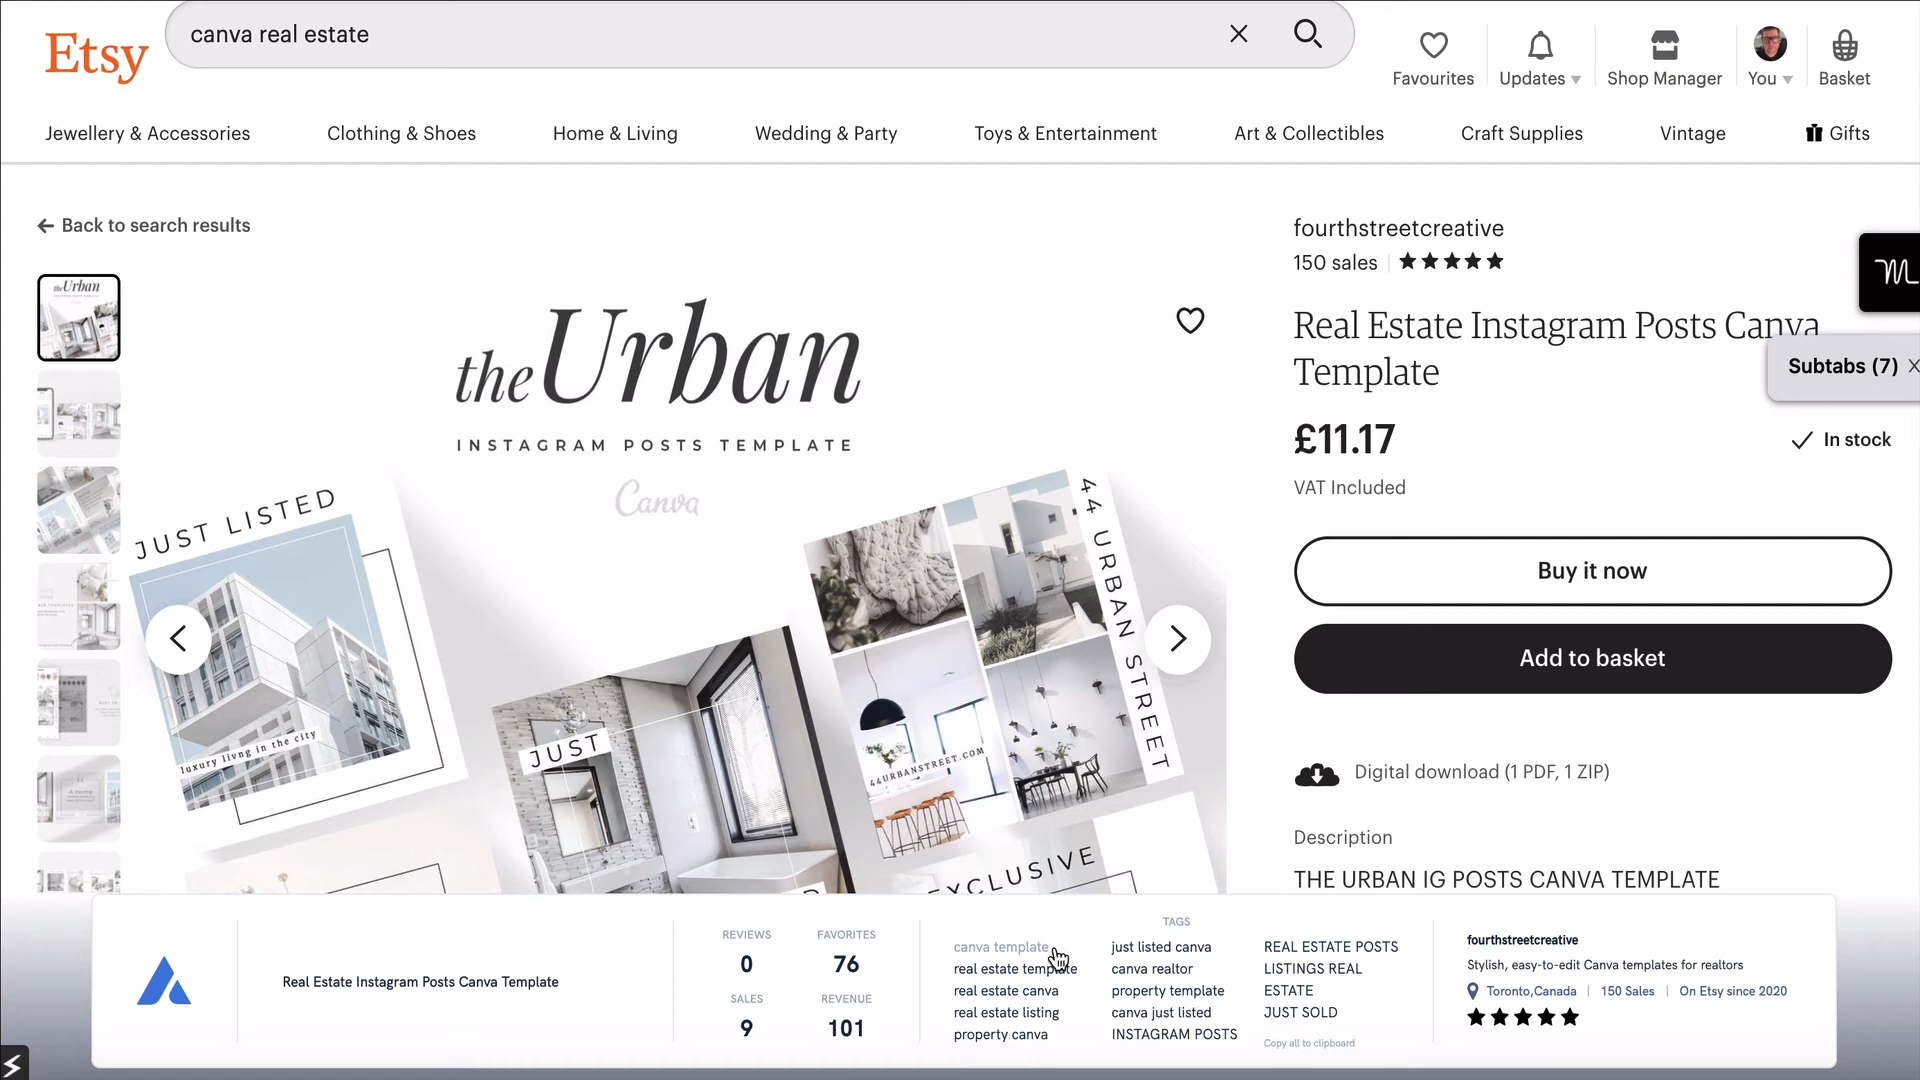 Etsy
canva real estate
Favourites
Updates
Shop Manager
You
Basket
Jewellery & Accessories
Clothing & Shoes
Home & Living
Wedding & Party
Toys & Entertainment
Art & Collectibles
Craft Supplies
Vintage
Gifts
Back to search results
theUrban
theUrban
INSTAGRAM POSTS TEMPLATE
Canva
JUST LISTED
luxury livng in the city
JUST
44 URBAN STREET
44URBANSTREET.COM
EXCLUSIVE
fourthstreetcreative
150 sales
Real Estate Instagram Posts Canva
Template
Subtabs (7) X
£11.17
In stock
VAT Included
Buy it now
Add to basket
Digital download (1 PDF, 1 ZIP)
Description
THE URBAN IG POSTS CANVA TEMPLATE
Real Estate Instagram Posts Canva Template
REVIEWS
0
FAVORITES
76
SALES
9
REVENUE
101
TAGS
canva template
real estate template
real estate canva
real estate listing
property canva
just listed canva
canva realtor
property template
canva just listed
INSTAGRAM POSTS
REAL ESTATE POSTS
LISTINGS REAL
ESTATE
JUST SOLD
Copy all to clipboard
fourthstreetcreative
Stylish, easy-to-edit Canva templates for realtors
Toronto,Canada | 150 Sales | On Etsy since 2020